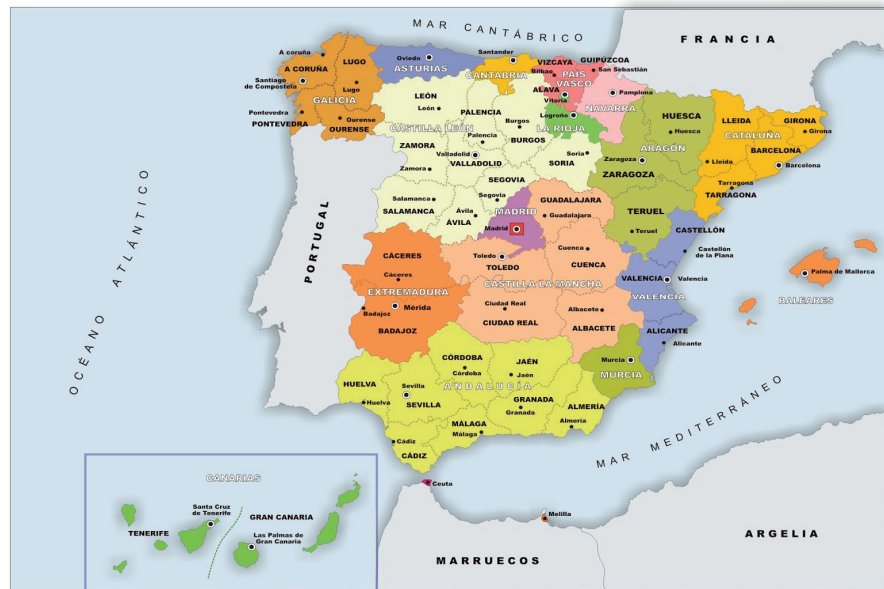 MAR CANTÁBRICO
FRANCIA
OCÉANO ATLÁNTICO
PORTUGAL
MAR MEDITERRÁNEO
MARRUECOS
ARGELIA
A coruña
A CORUÑA
LUGO
Lugo
Santiago
de Compostela
GALICIA
Pontevedra
PONTEVEDRA
Ourense
OURENSE
Oviedo
ASTURIAS
Santander
CANTABRIA
VIZCAYA
Bilbao
GUIPÚZCOA
San Sebastián
PAÍS
VASCO
ALAVA
Vitoria
Pamplona
NAVARRA
Logroño
LA RIOJA
LEÓN
León
PALENCIA
Palencia
Burgos
BURGOS
CASTILLA LEÓN
ZAMORA
Zamora
Valladolid
VALLADOLID
Soria
SORIA
SEGOVIA
Segovia
Salamanca
SALAMANCA
Ávila
ÁVILA
HUESCA
Huesca
ARAGÓN
Zaragoza
ZARAGOZA
TERUEL
Teruel
LLEIDA
Lleida
GIRONA
Girona
CATALUÑA
BARCELONA
Barcelona
Tarragona
TARRAGONA
MADRID
Madrid
GUADALAJARA
Guadalajara
Cuenca
CUENCA
Toledo
TOLEDO
CASTILLA LA MANCHA
Ciudad Real
CIUDAD REAL
Albacete
ALBACETE
CÁCERES
Cáceres
EXTREMADURA
Mérida
Badajoz
BADAJOZ
CASTELLÓN
Castellón
de la Plana
VALENCIA
Valencia
VALENCIA
ALICANTE
Alicante
Murcia
MURCIA
Palma de Mallorca
BALEARES
CÓRDOBA
Córdoba
JAÉN
Jaén
ANDALUCÍA
HUELVA
Huelva
Sevilla
SEVILLA
GRANADA
Granada
ALMERÍA
Almería
MÁLAGA
Málaga
Cádiz
CÁDIZ
Ceuta
Melilla
CANARIAS
Santa Cruz
de Tenerife
TENERIFE
GRAN CANARIA
Las Palmas de
Gran Canaria